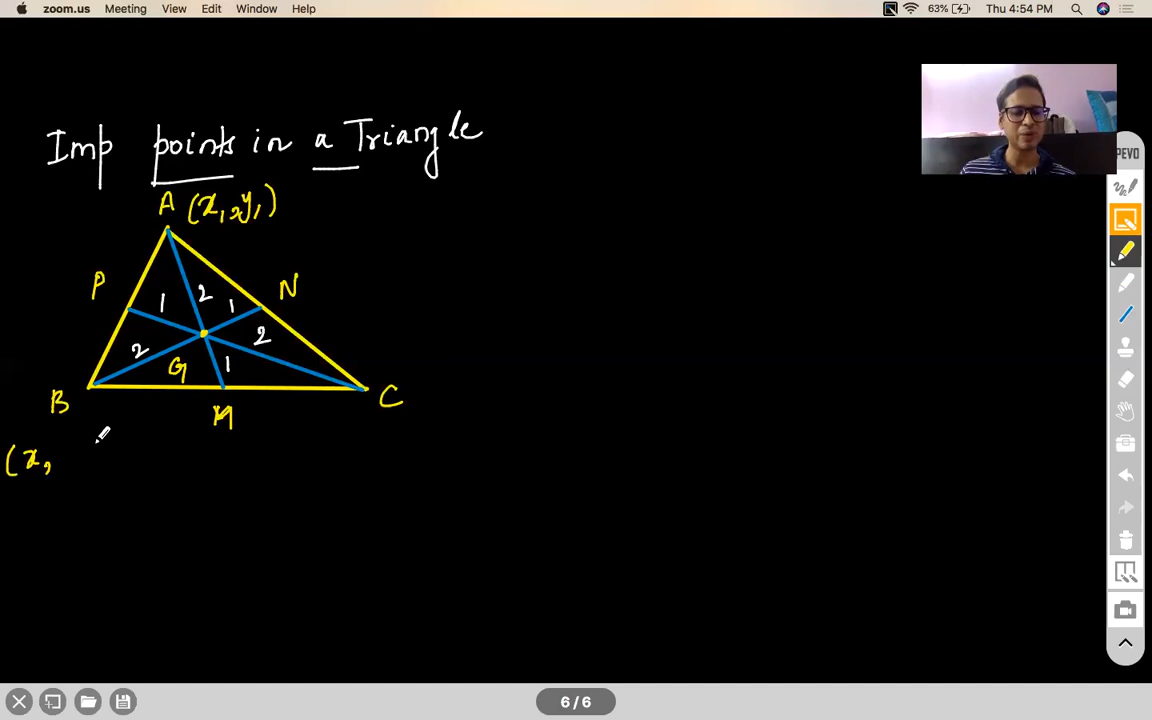 zoom.us Meeting View Edit Window Help 63% Thu 4:54 PM
Imp points in a Triangle
A (x₁, y₁)
P N
1 2 1
2 G 1 2
B M C
(x,
IPEVO
6/6